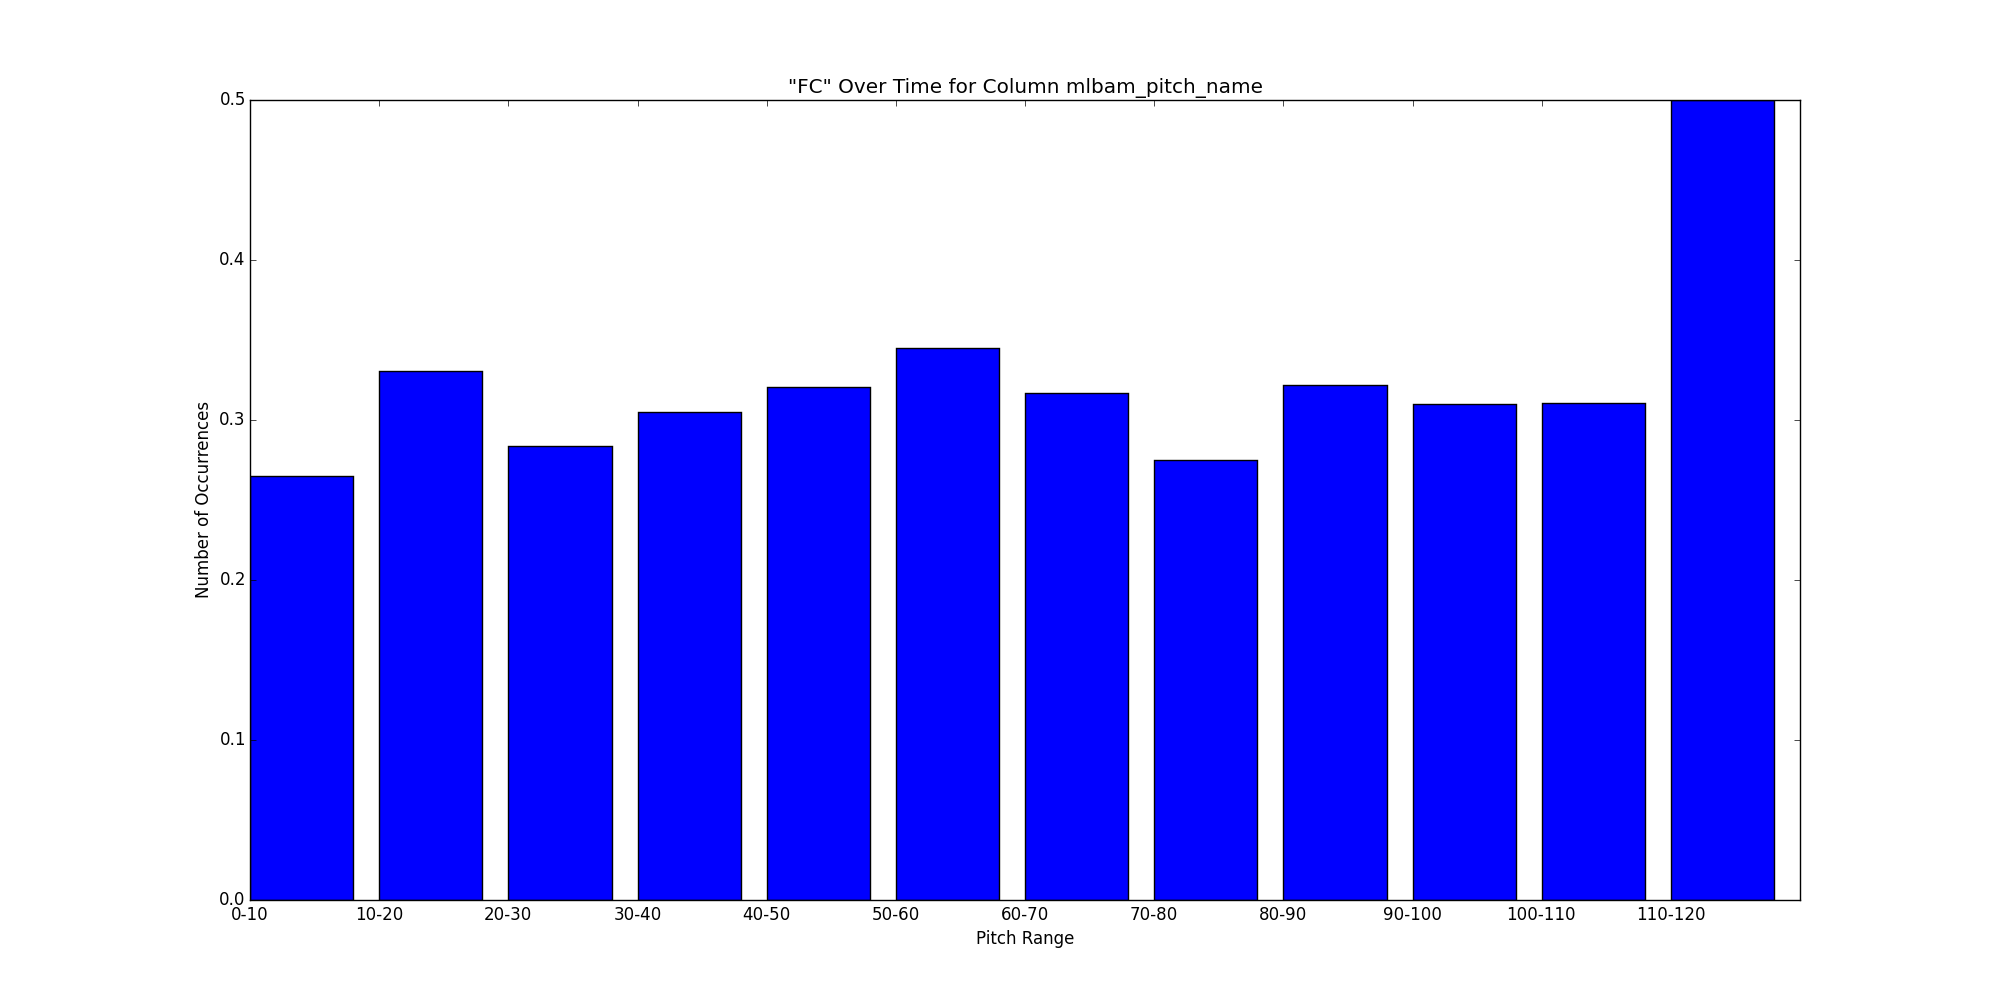 "FC" Over Time for Column mlbam_pitch_name
0.5
0.4
0.3
0.2
0.1
0.0
Number of Occurrences
0-10 10-20 20-30 30-40 40-50 50-60 60-70 70-80 80-90 90-100 100-110 110-120
Pitch Range